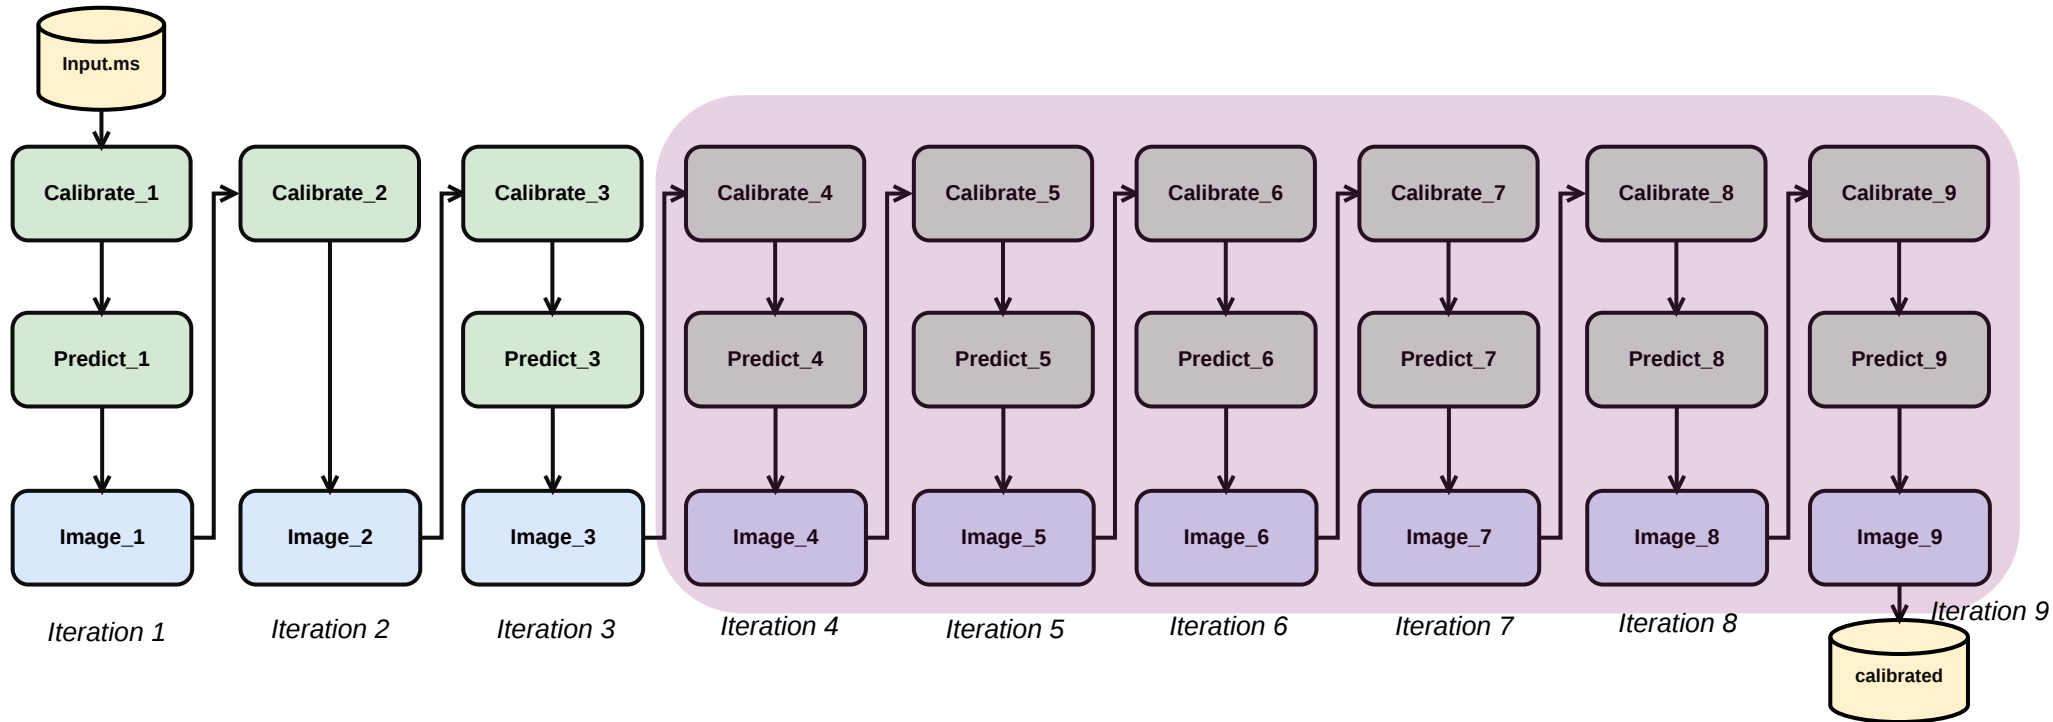 Input.ms
Calibrate_1
Calibrate_2
Calibrate_3
Calibrate_4
Calibrate_5
Calibrate_6
Calibrate_7
Calibrate_8
Calibrate_9
Predict_1
Predict_3
Predict_4
Predict_5
Predict_6
Predict_7
Predict_8
Predict_9
Image_1
Image_2
Image_3
Image_4
Image_5
Image_6
Image_7
Image_8
Image_9
Iteration 1
Iteration 2
Iteration 3
Iteration 4
Iteration 5
Iteration 6
Iteration 7
Iteration 8
Iteration 9
calibrated